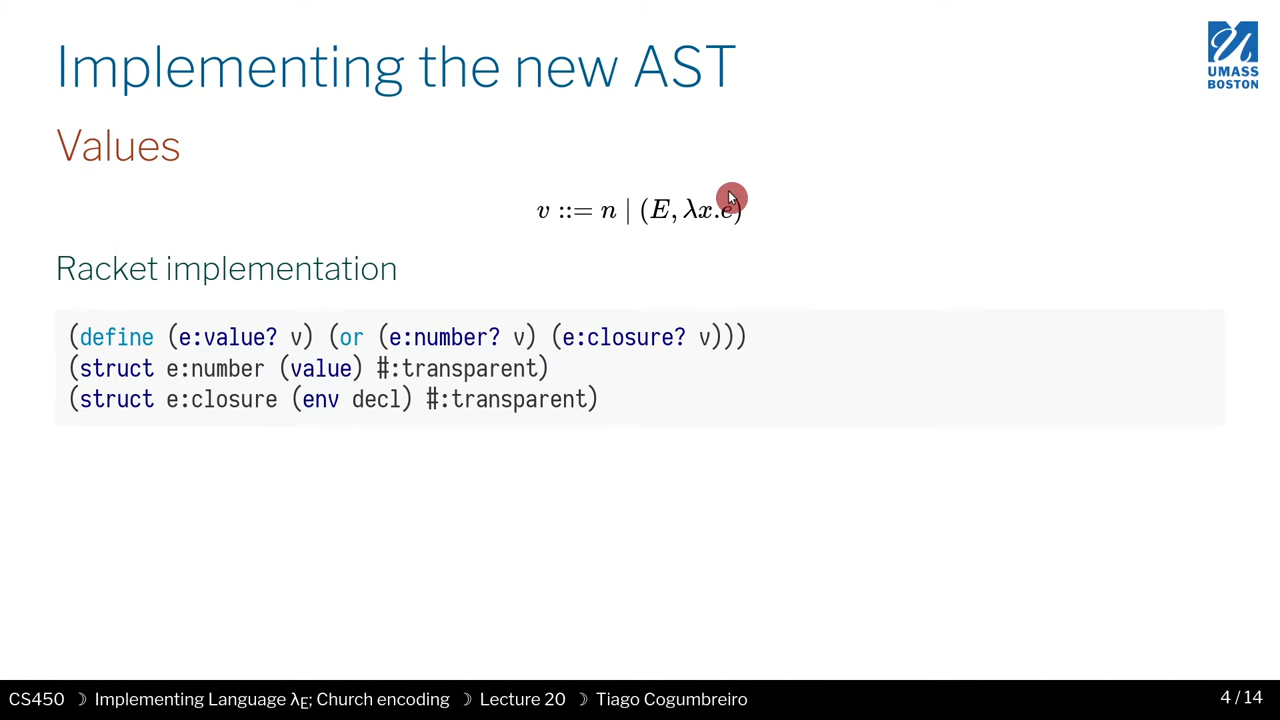 Implementing the new AST
UMASS
BOSTON
Values
v ::= n | (E, λx.e)
Racket implementation
(define (e:value? v) (or (e:number? v) (e:closure? v)))
(struct e:number (value) #:transparent)
(struct e:closure (env decl) #:transparent)
CS450 ☽ Implementing Language λE; Church encoding ☽ Lecture 20 ☽ Tiago Cogumbreiro
4 / 14